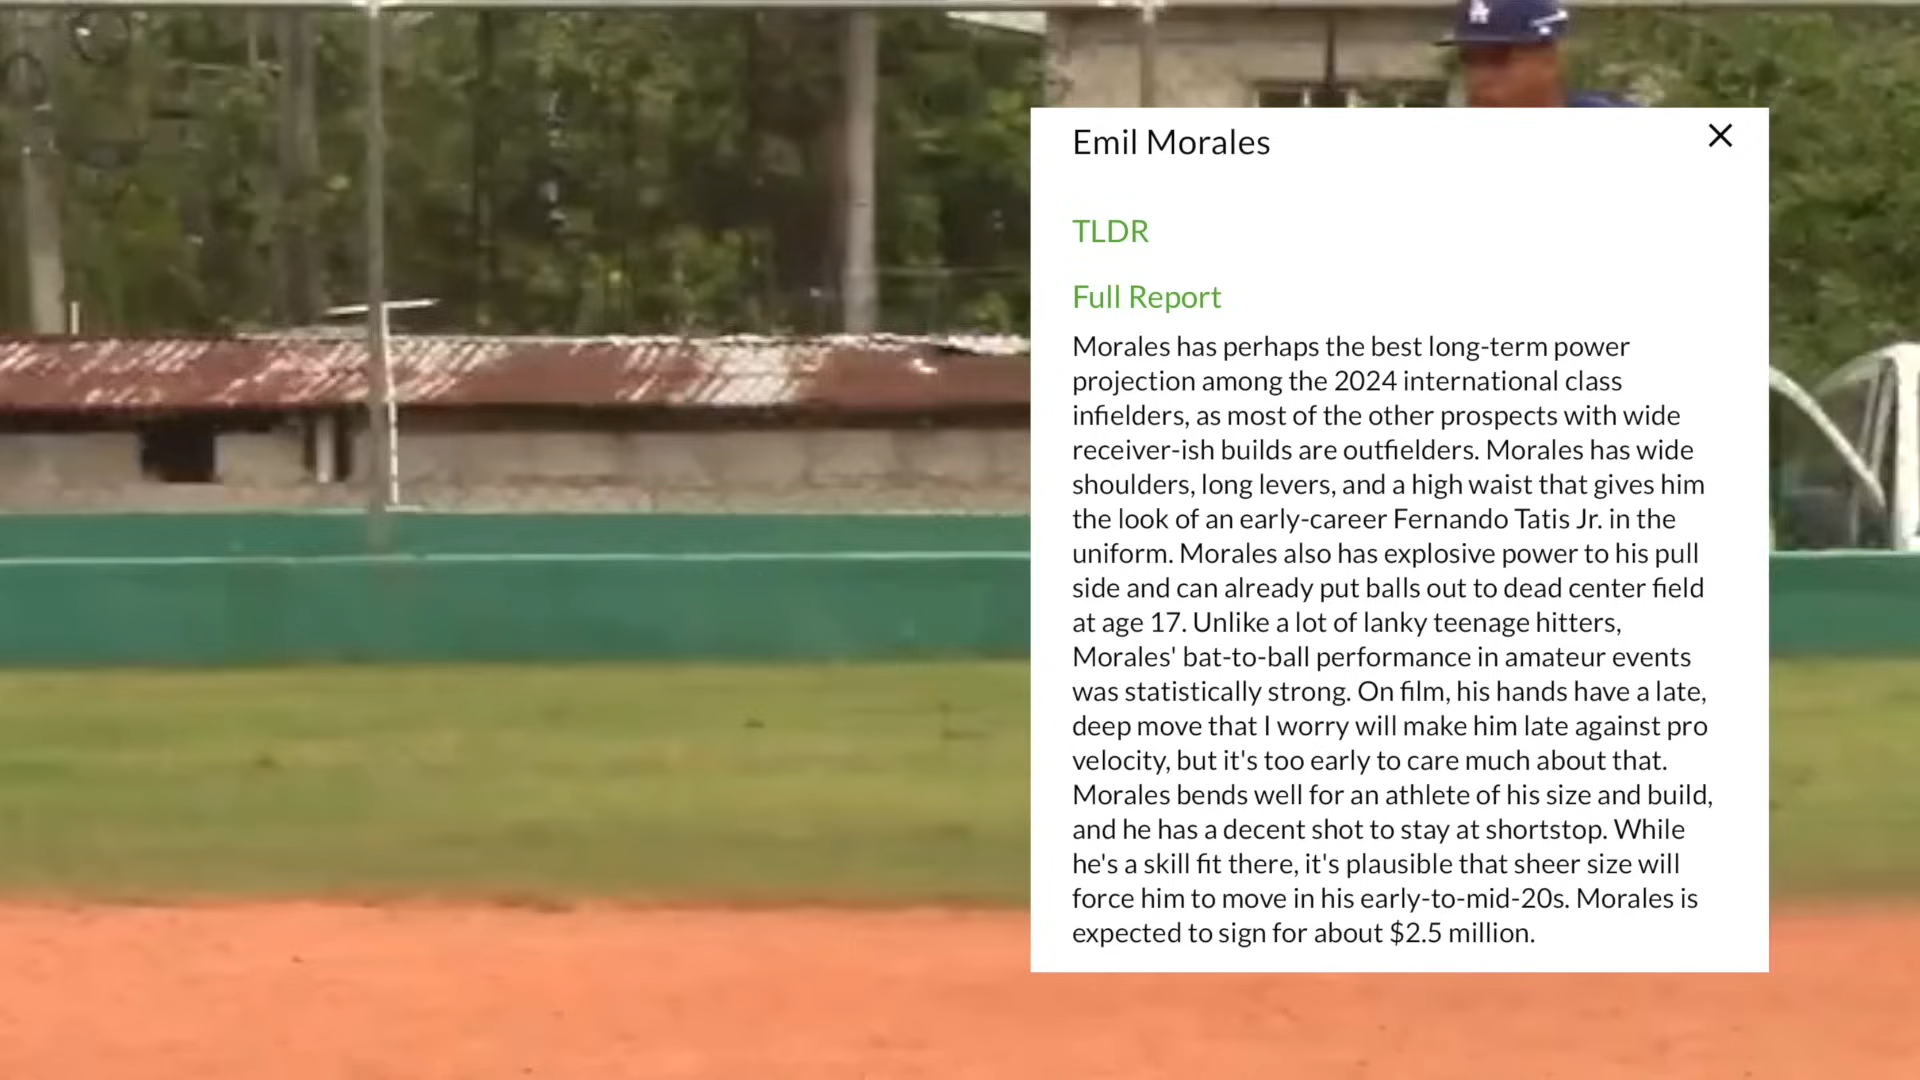 Emil Morales
TLDR
Full Report
Morales has perhaps the best long-term power
projection among the 2024 international class
infielders, as most of the other prospects with wide
receiver-ish builds are outfielders. Morales has wide
shoulders, long levers, and a high waist that gives him
the look of an early-career Fernando Tatis Jr. in the
uniform. Morales also has explosive power to his pull
side and can already put balls out to dead center field
at age 17. Unlike a lot of lanky teenage hitters,
Morales' bat-to-ball performance in amateur events
was statistically strong. On film, his hands have a late,
deep move that I worry will make him late against pro
velocity, but it's too early to care much about that.
Morales bends well for an athlete of his size and build,
and he has a decent shot to stay at shortstop. While
he's a skill fit there, it's plausible that sheer size will
force him to move in his early-to-mid-20s. Morales is
expected to sign for about $2.5 million.